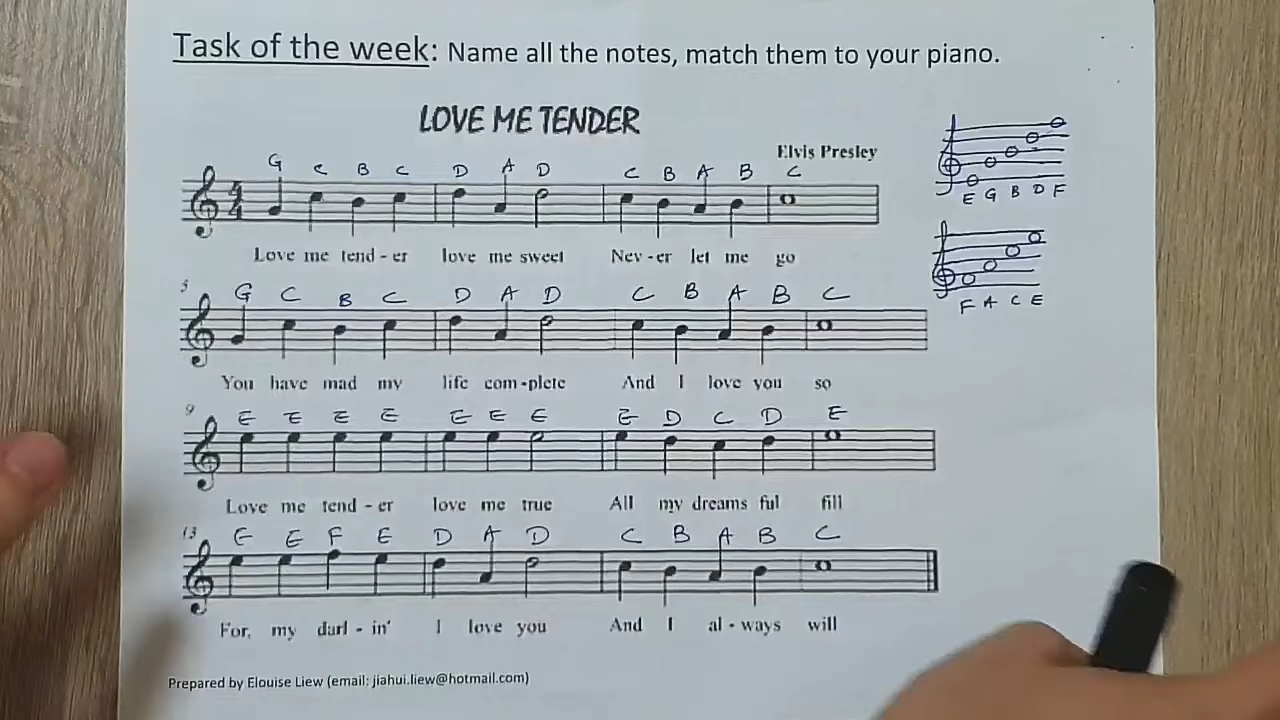 Task of the week: Name all the notes, match them to your piano.
LOVE ME TENDER
Elvis Presley
G C B C D A D C B A B C
4
4
Love me tend - er love me sweet Nev - er let me go
E G B D F
5
G C B C D A D C B A B C
You have mad my life com - plete And I love you so
F A C E
9
E E E E E E E E D C D E
Love me tend - er love me true All my dreams ful fill
13
E E F E D A D C B A B C
For, my darl - in' I love you And I al - ways will
Prepared by Elouise Liew (email: jiahui.liew@hotmail.com)